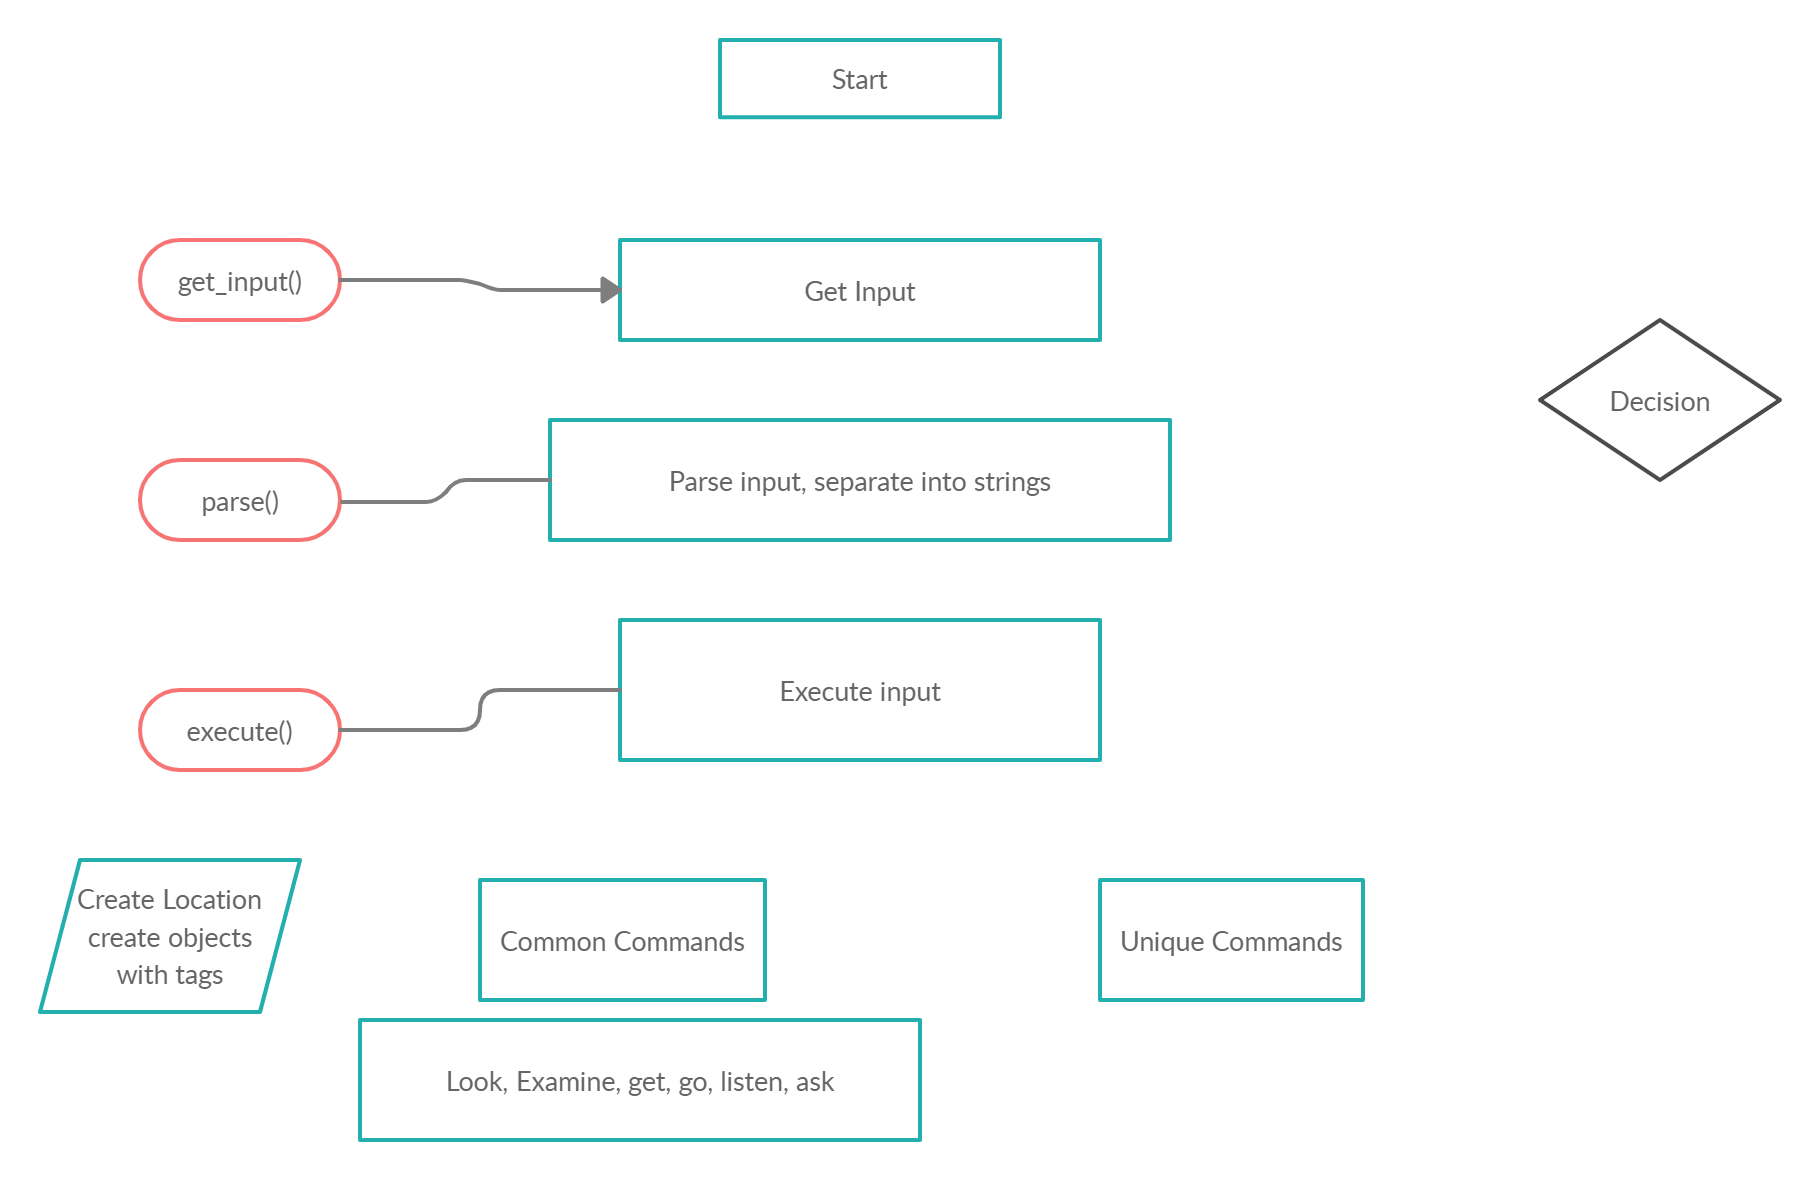 Start
get_input()
Get Input
Decision
parse()
Parse input, separate into strings
execute()
Execute input
Create Location
create objects
with tags
Common Commands
Unique Commands
Look, Examine, get, go, listen, ask